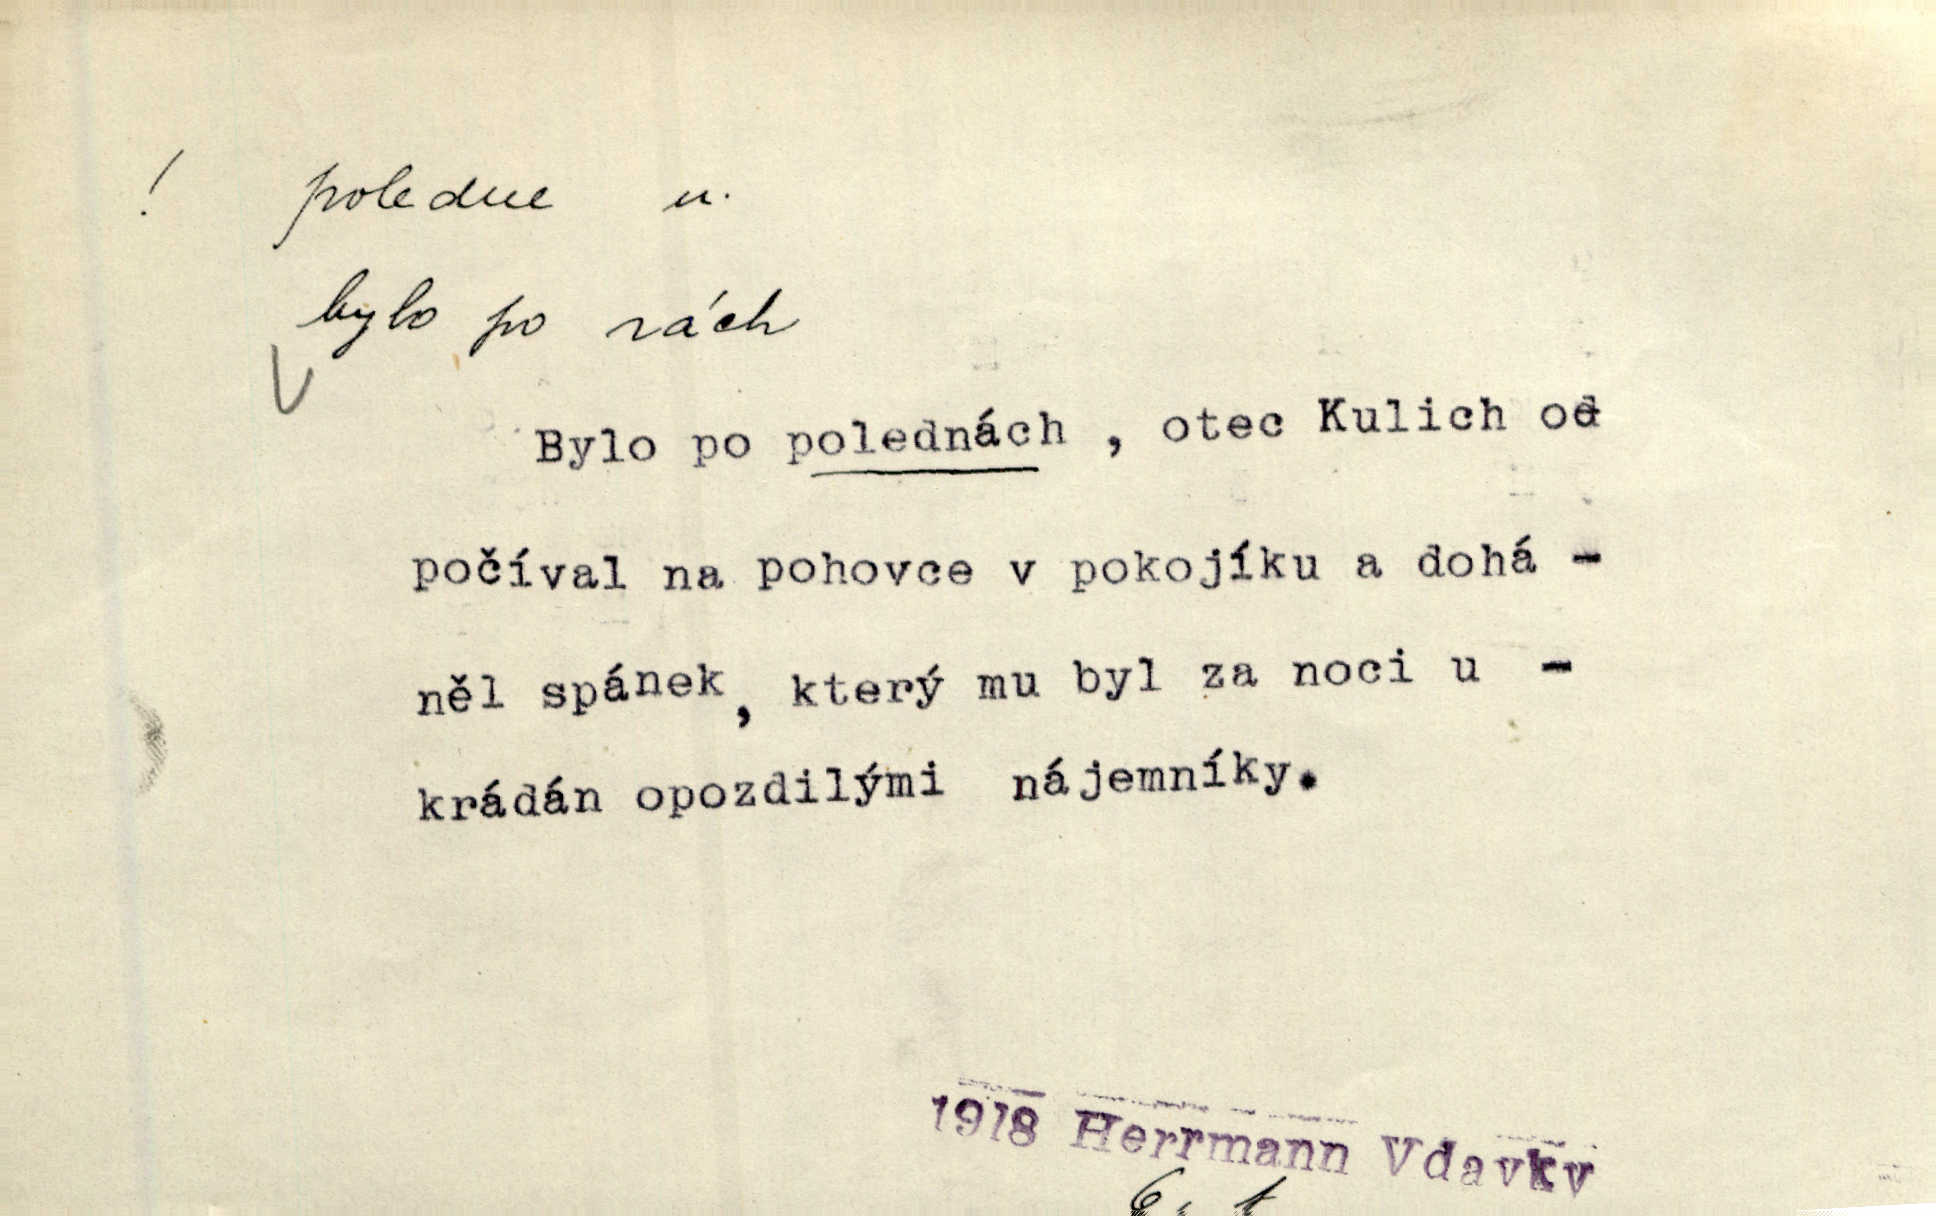 ! poledne n.
bylo po nách
Bylo po polednách , otec Kulich od
počíval na pohovce v pokojíku a dohá -
něl spánek, který mu byl za noci u -
krádán opozdilými nájemníky.
1918 Herrmann Vdavky